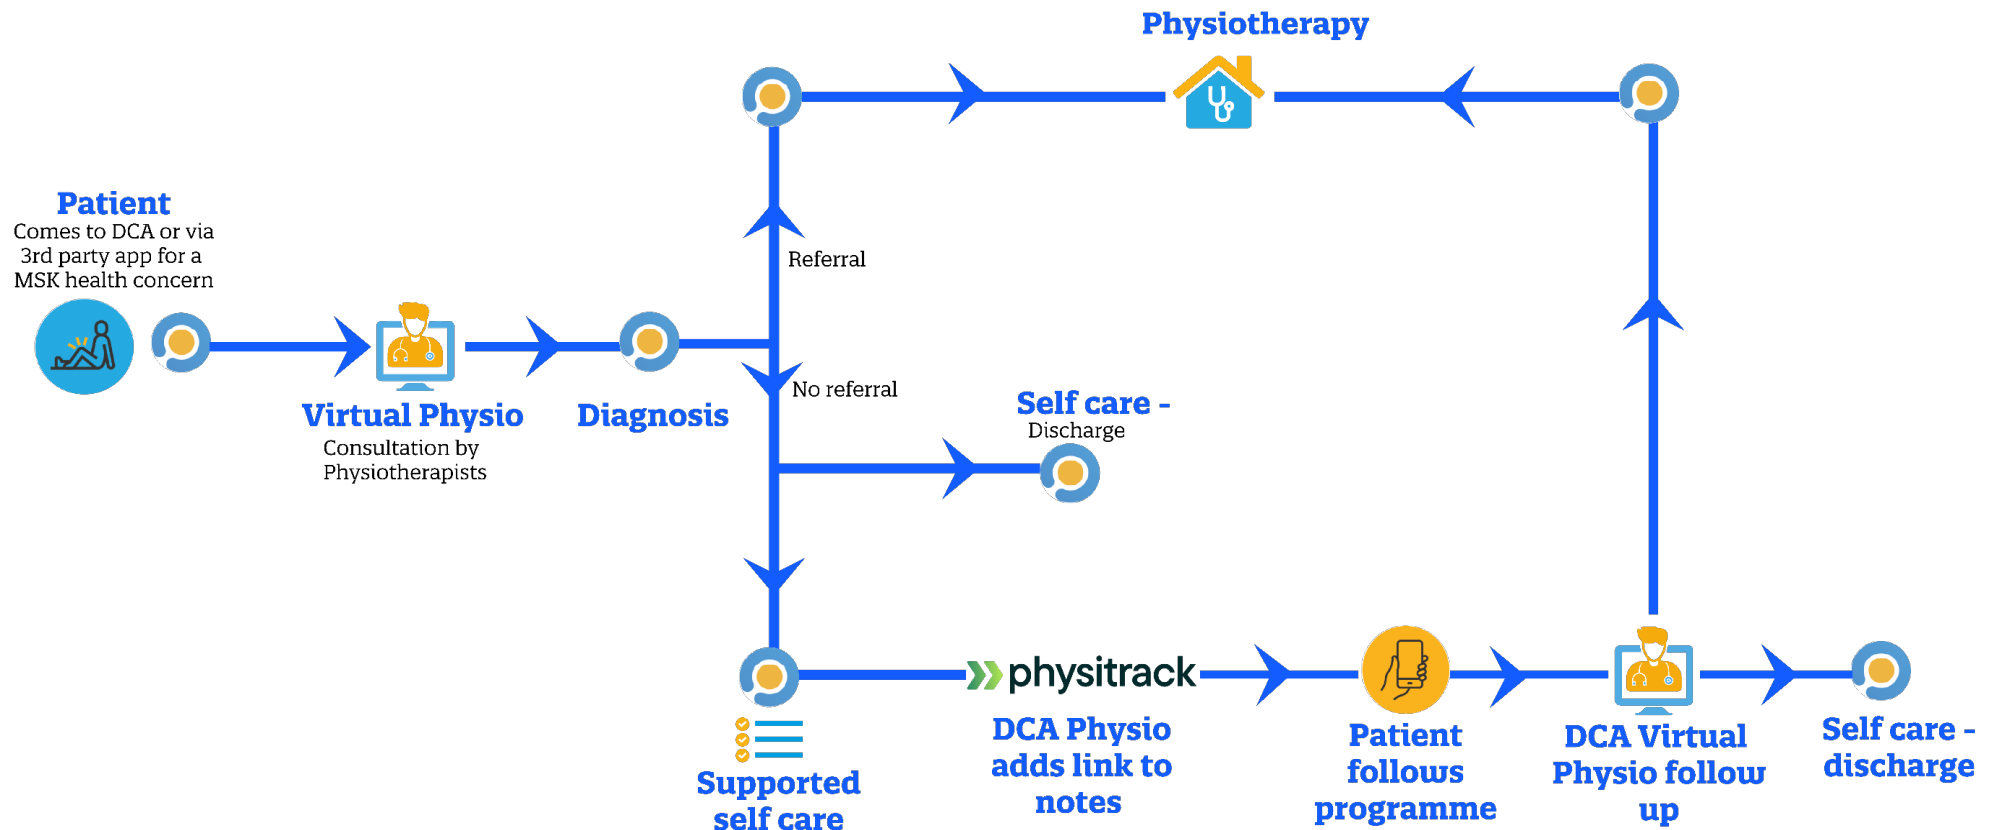 Physiotherapy
Patient
Comes to DCA or via
3rd party app for a
MSK health concern
Referral
No referral
Virtual Physio
Consultation by
Physiotherapists
Diagnosis
Self care -
Discharge
physitrack
Supported
self care
DCA Physio
adds link to
notes
Patient
follows
programme
DCA Virtual
Physio follow
up
Self care -
discharge